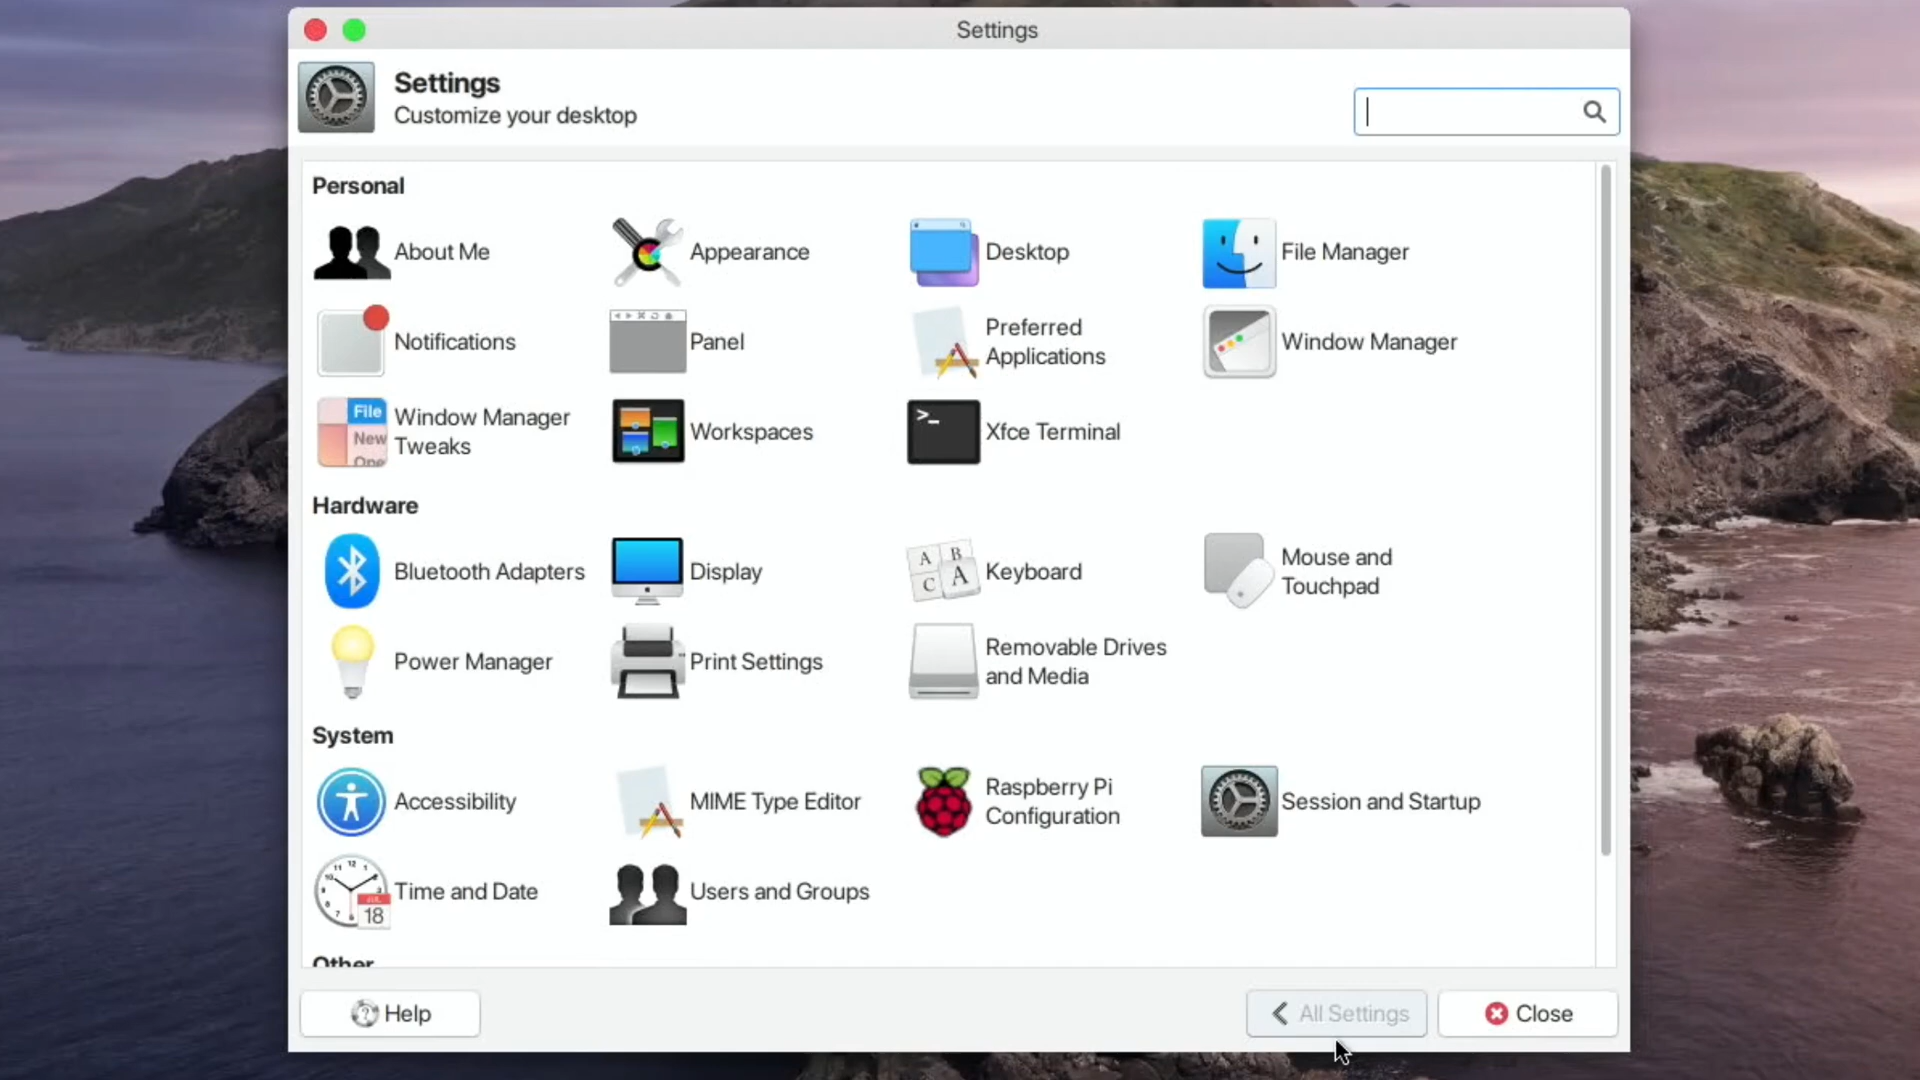 Settings
Settings
Customize your desktop
Personal
About Me
Appearance
Desktop
File Manager
Notifications
Panel
Preferred
Applications
Window Manager
File
New
Ope
Window Manager
Tweaks
Workspaces
>_
Xfce Terminal
Hardware
Bluetooth Adapters
Display
A B
C A
Keyboard
Mouse and
Touchpad
Power Manager
Print Settings
Removable Drives
and Media
System
Accessibility
MIME Type Editor
Raspberry Pi
Configuration
Session and Startup
JUL
18
Time and Date
Users and Groups
Other
Help
All Settings
Close